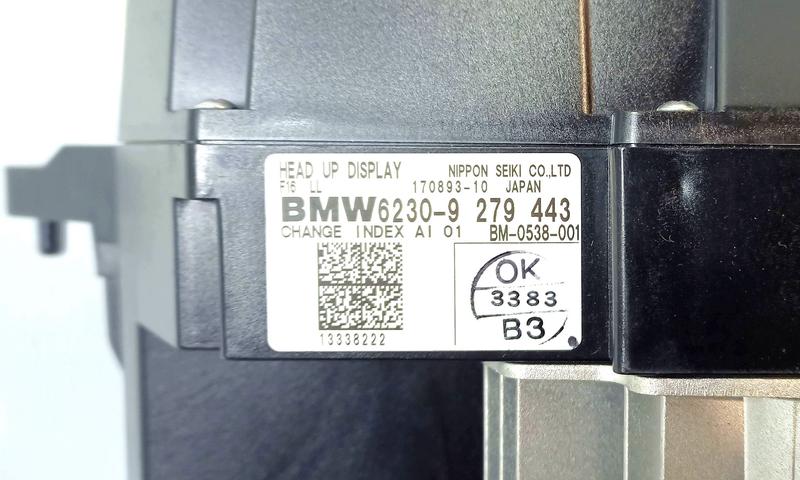 HEAD UP DISPLAY NIPPON SEIKI CO.,LTD
F16 LL 170893-10 JAPAN
BMW 6230-9 279 443
CHANGE INDEX AI 01 BM-0538-001
OK
3383
B3
13338222